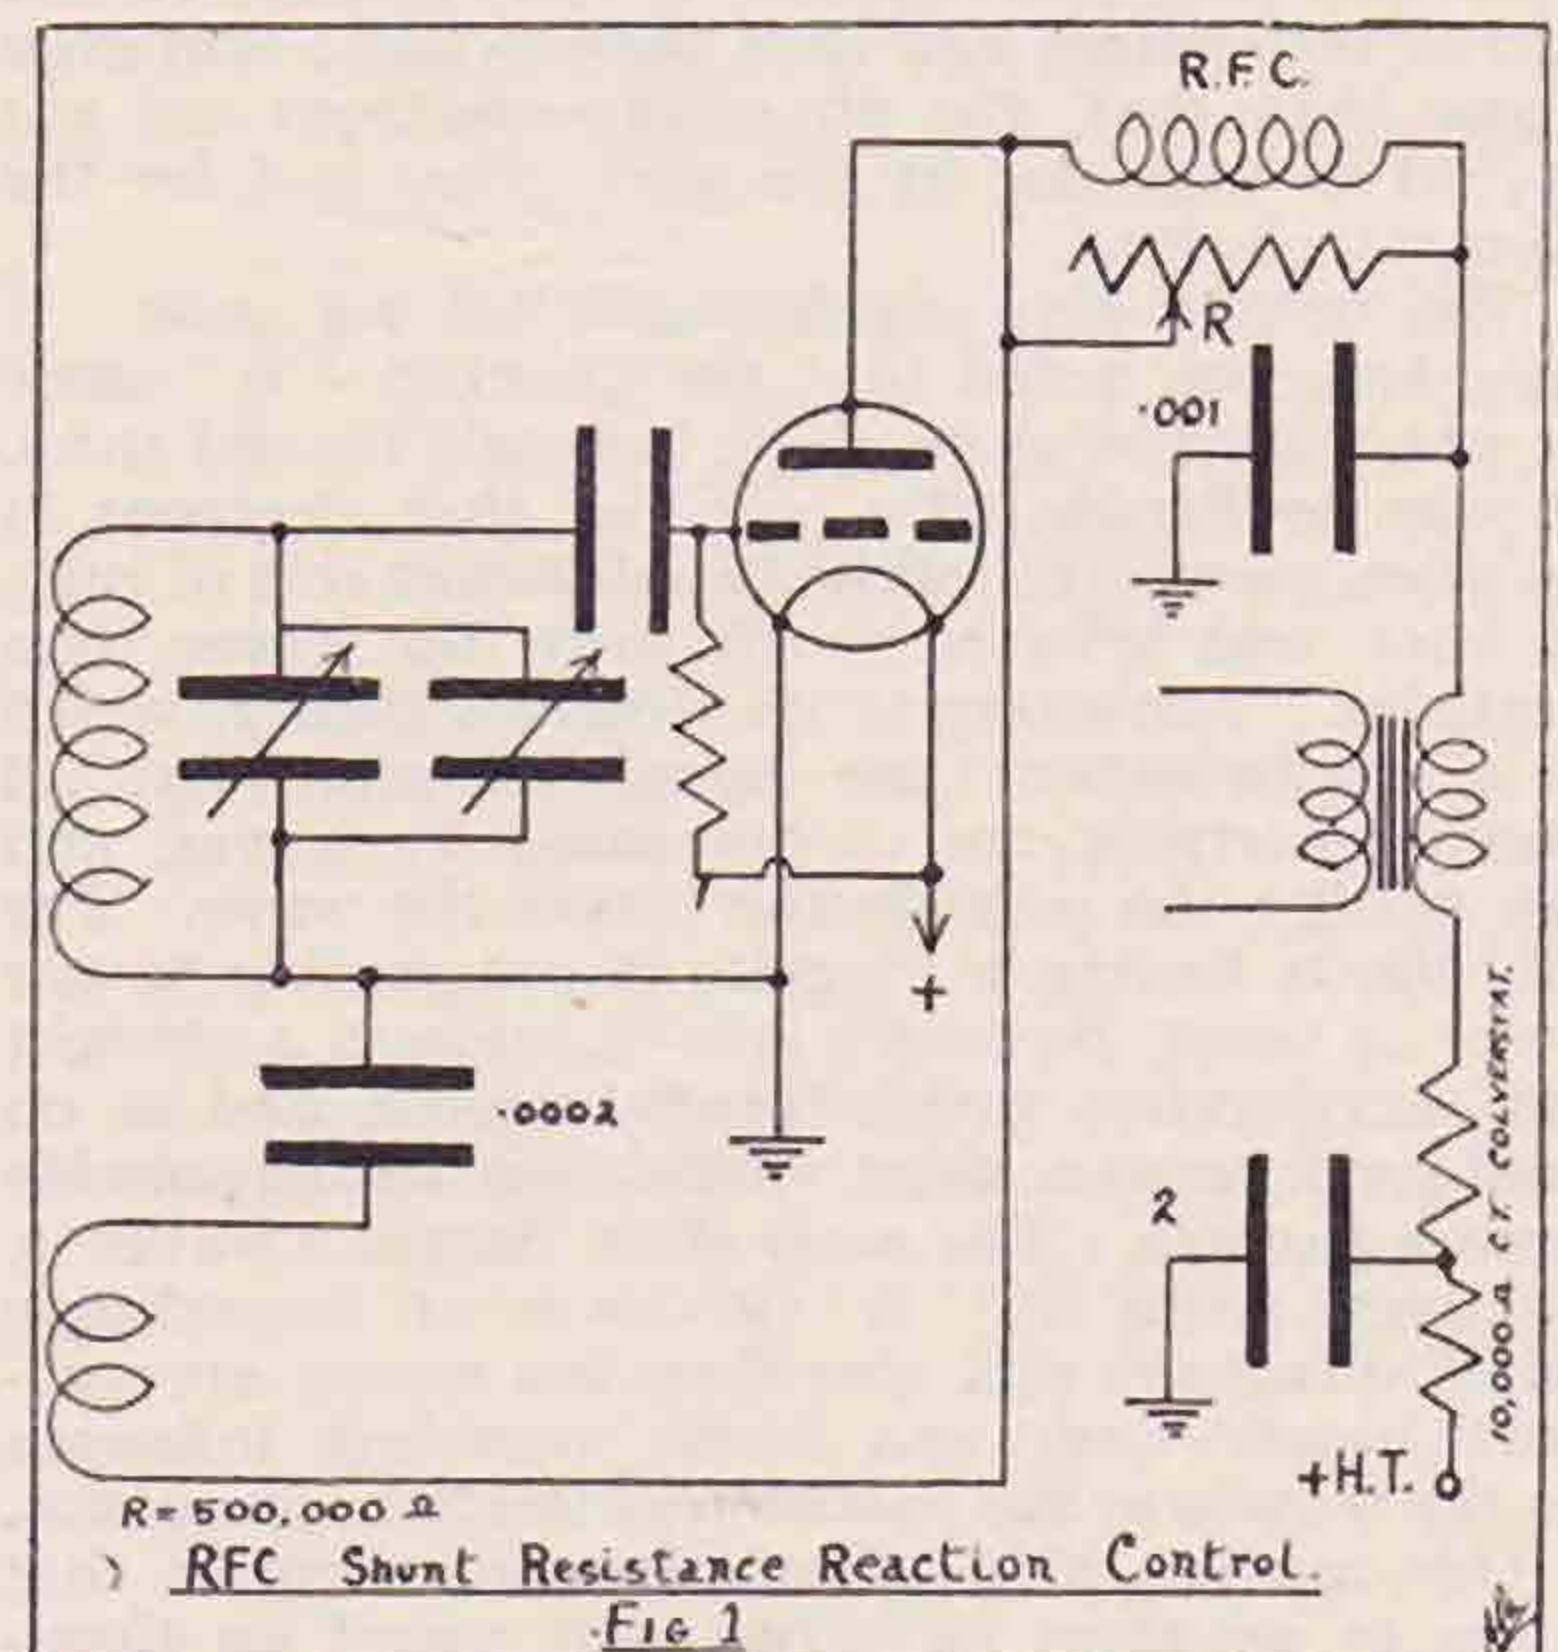 R.F.C.
R
.001
+
.0002
2
10,000 Ω C.T. COLVERSTAT.
+H.T.
R = 500,000 Ω
RFC Shunt Resistance Reaction Control.
FIG 1